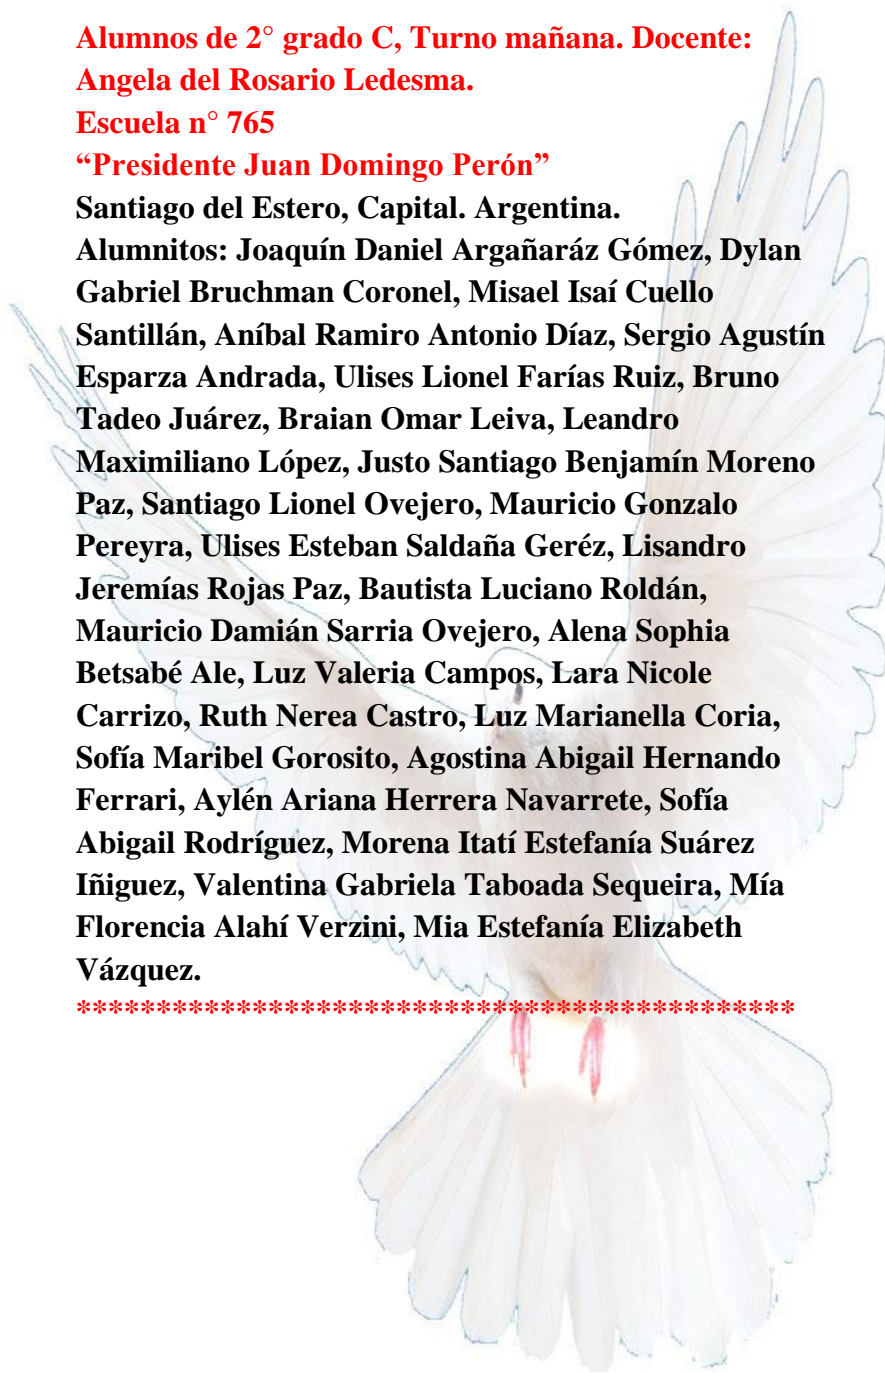 Alumnos de 2° grado C, Turno mañana. Docente:
Angela del Rosario Ledesma.
Escuela n° 765
“Presidente Juan Domingo Perón”
Santiago del Estero, Capital. Argentina.
Alumnitos: Joaquín Daniel Argañaráz Gómez, Dylan
Gabriel Bruchman Coronel, Misael Isaí Cuello
Santillán, Aníbal Ramiro Antonio Díaz, Sergio Agustín
Esparza Andrada, Ulises Lionel Farías Ruiz, Bruno
Tadeo Juárez, Braian Omar Leiva, Leandro
Maximiliano López, Justo Santiago Benjamín Moreno
Paz, Santiago Lionel Ovejero, Mauricio Gonzalo
Pereyra, Ulises Esteban Saldaña Geréz, Lisandro
Jeremías Rojas Paz, Bautista Luciano Roldán,
Mauricio Damián Sarria Ovejero, Alena Sophia
Betsabé Ale, Luz Valeria Campos, Lara Nicole
Carrizo, Ruth Nerea Castro, Luz Marianella Coria,
Sofía Maribel Gorosito, Agostina Abigail Hernando
Ferrari, Aylén Ariana Herrera Navarrete, Sofía
Abigail Rodríguez, Morena Itatí Estefanía Suárez
Iñiguez, Valentina Gabriela Taboada Sequeira, Mía
Florencia Alahí Verzini, Mia Estefanía Elizabeth
Vázquez.
*********************************************